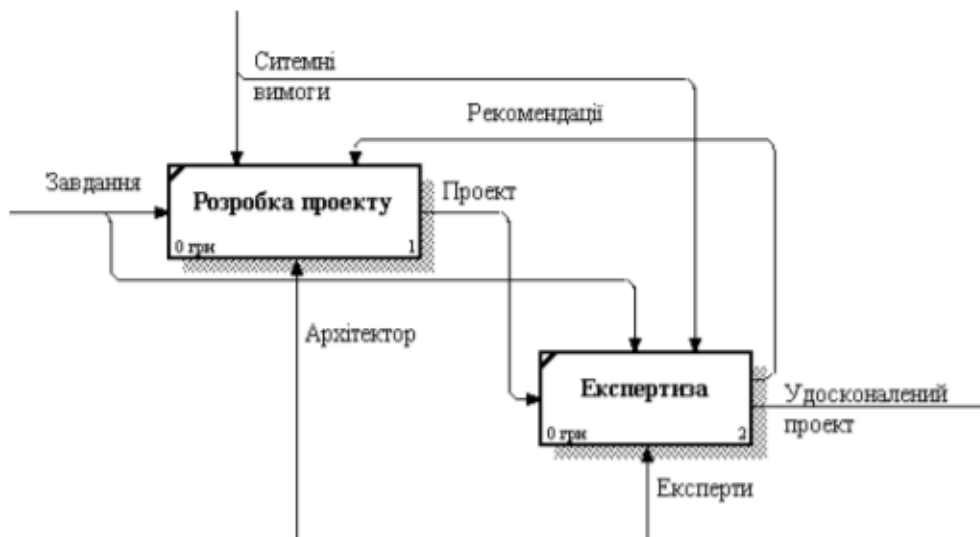 Ситемні
вимоги
Рекомендації
Завдання
Розробка проекту
Проект
0 грн
1
Архітектор
Експертиза
Удосконалений
проект
0 грн
2
Експерти